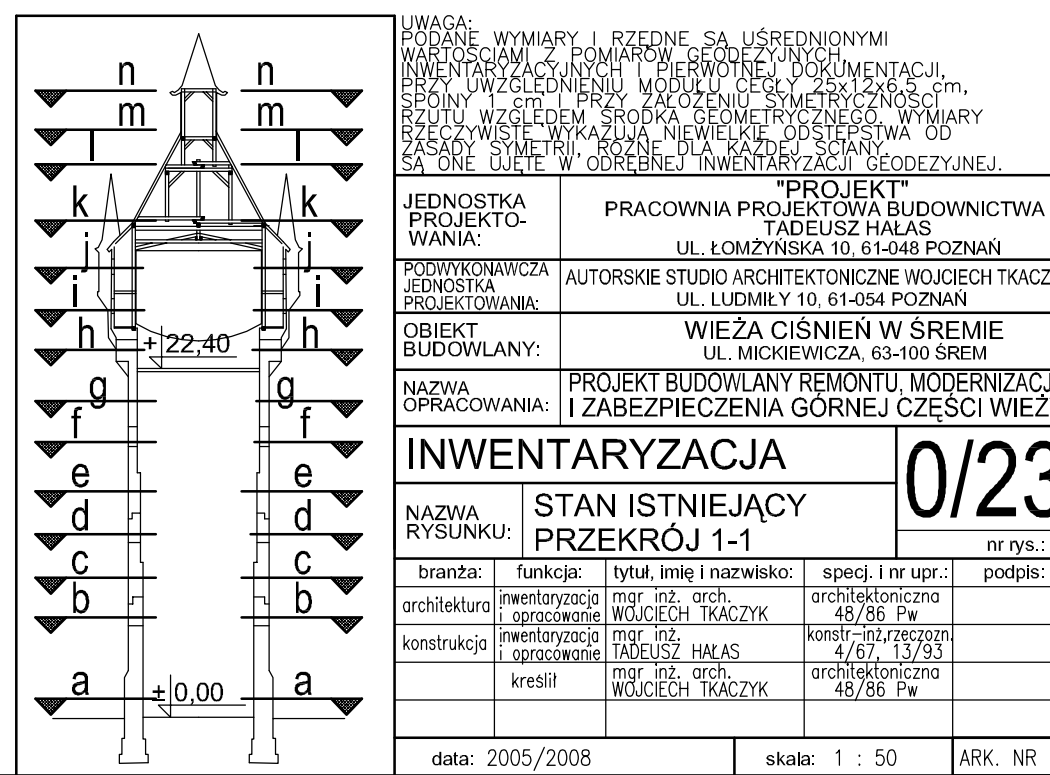 n n
m m
l l
k k
j j
i i
h h
+ 22,40
g g
f f
e e
d d
c c
b b
a a
± 0,00
UWAGA:
PODANE WYMIARY I RZĘDNE SĄ UŚREDNIONYMI
WARTOŚCIAMI Z POMIARÓW GEODEZYJNYCH,
INWENTARYZACYJNYCH I PIERWOTNEJ DOKUMENTACJI,
PRZY UWZGLĘDNIENIU MODUŁU CEGŁY 25x12x6,5 cm,
SPOINY 1 cm I PRZY ZAŁOŻENIU SYMETRYCZNOŚCI
RZUTU WZGLĘDEM ŚRODKA GEOMETRYCZNEGO. WYMIARY
RZECZYWISTE WYKAZUJĄ NIEWIELKIE ODSTĘPSTWA OD
ZASADY SYMETRII, RÓŻNE DLA KAŻDEJ ŚCIANY.
SĄ ONE UJĘTE W ODRĘBNEJ INWENTARYZACJI GEODEZYJNEJ.
JEDNOSTKA
PROJEKTO-
WANIA:
"PROJEKT"
PRACOWNIA PROJEKTOWA BUDOWNICTWA
TADEUSZ HAŁAS
UL. ŁOMŻYŃSKA 10, 61-048 POZNAŃ
PODWYKONAWCZA
JEDNOSTKA
PROJEKTOWANIA:
AUTORSKIE STUDIO ARCHITEKTONICZNE WOJCIECH TKACZ
UL. LUDMIŁY 10, 61-054 POZNAŃ
OBIEKT
BUDOWLANY:
WIEŻA CIŚNIEŃ W ŚREMIE
UL. MICKIEWICZA, 63-100 ŚREM
NAZWA
OPRACOWANIA:
PROJEKT BUDOWLANY REMONTU, MODERNIZACJ
I ZABEZPIECZENIA GÓRNEJ CZĘŚCI WIEŻ
INWENTARYZACJA
0/23
NAZWA
RYSUNKU:
STAN ISTNIEJĄCY
PRZEKRÓJ 1-1
nr rys.:
branża: funkcja: tytuł, imię i nazwisko: specj. i nr upr.: podpis:
architektura
inwentaryzacja
i opracowanie
mgr inż. arch.
WOJCIECH TKACZYK
architektoniczna
48/86 Pw
konstrukcja
inwentaryzacja
i opracowanie
mgr inż.
TADEUSZ HAŁAS
konstr-inż,rzeczozn.
4/67, 13/93
kreślił
mgr inż. arch.
WOJCIECH TKACZYK
architektoniczna
48/86 Pw
data: 2005/2008 skala: 1 : 50 ARK. NR